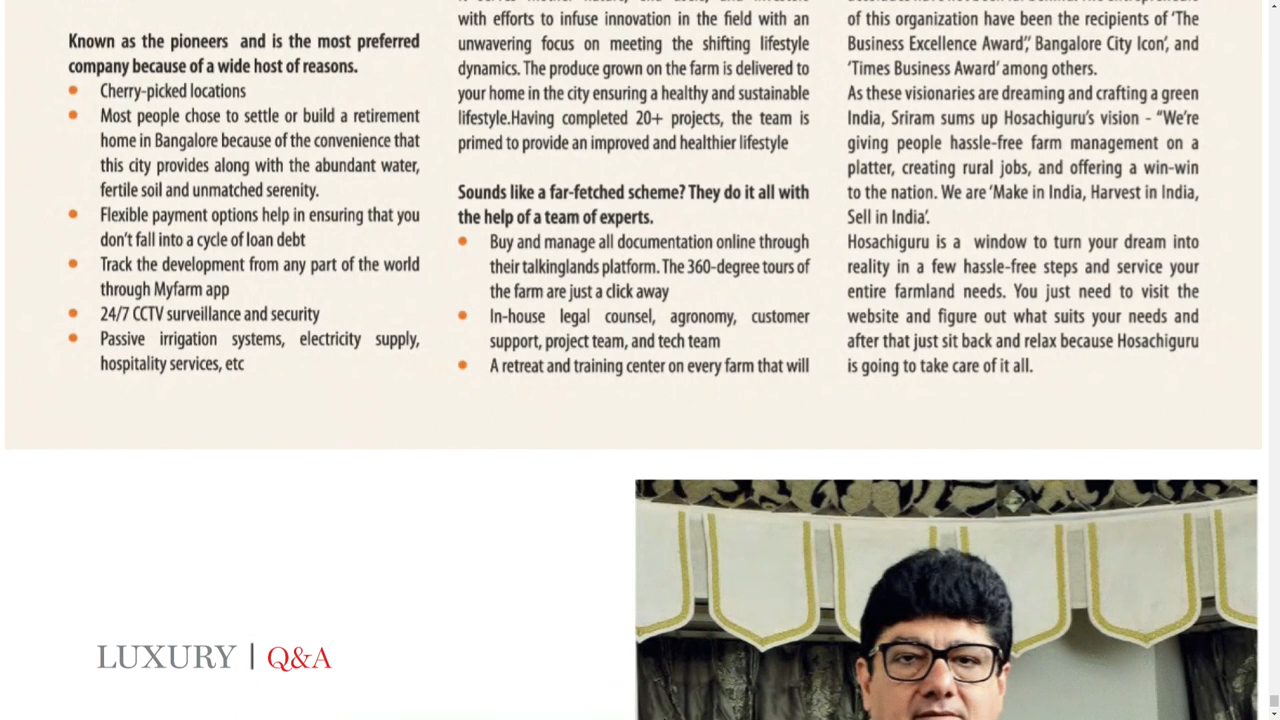 Known as the pioneers and is the most preferred
company because of a wide host of reasons.
Cherry-picked locations
Most people chose to settle or build a retirement
home in Bangalore because of the convenience that
this city provides along with the abundant water,
fertile soil and unmatched serenity.
Flexible payment options help in ensuring that you
don't fall into a cycle of loan debt
Track the development from any part of the world
through Myfarm app
24/7 CCTV surveillance and security
Passive irrigation systems, electricity supply,
hospitality services, etc
with efforts to infuse innovation in the field with an
unwavering focus on meeting the shifting lifestyle
dynamics. The produce grown on the farm is delivered to
your home in the city ensuring a healthy and sustainable
lifestyle.Having completed 20+ projects, the team is
primed to provide an improved and healthier lifestyle
Sounds like a far-fetched scheme? They do it all with
the help of a team of experts.
Buy and manage all documentation online through
their talkinglands platform. The 360-degree tours of
the farm are just a click away
In-house legal counsel, agronomy, customer
support, project team, and tech team
A retreat and training center on every farm that will
of this organization have been the recipients of 'The
Business Excellence Award'', Bangalore City Icon', and
'Times Business Award' among others.
As these visionaries are dreaming and crafting a green
India, Sriram sums up Hosachiguru's vision - "We're
giving people hassle-free farm management on a
platter, creating rural jobs, and offering a win-win
to the nation. We are 'Make in India, Harvest in India,
Sell in India'.
Hosachiguru is a window to turn your dream into
reality in a few hassle-free steps and service your
entire farmland needs. You just need to visit the
website and figure out what suits your needs and
after that just sit back and relax because Hosachiguru
is going to take care of it all.
LUXURY | Q&A